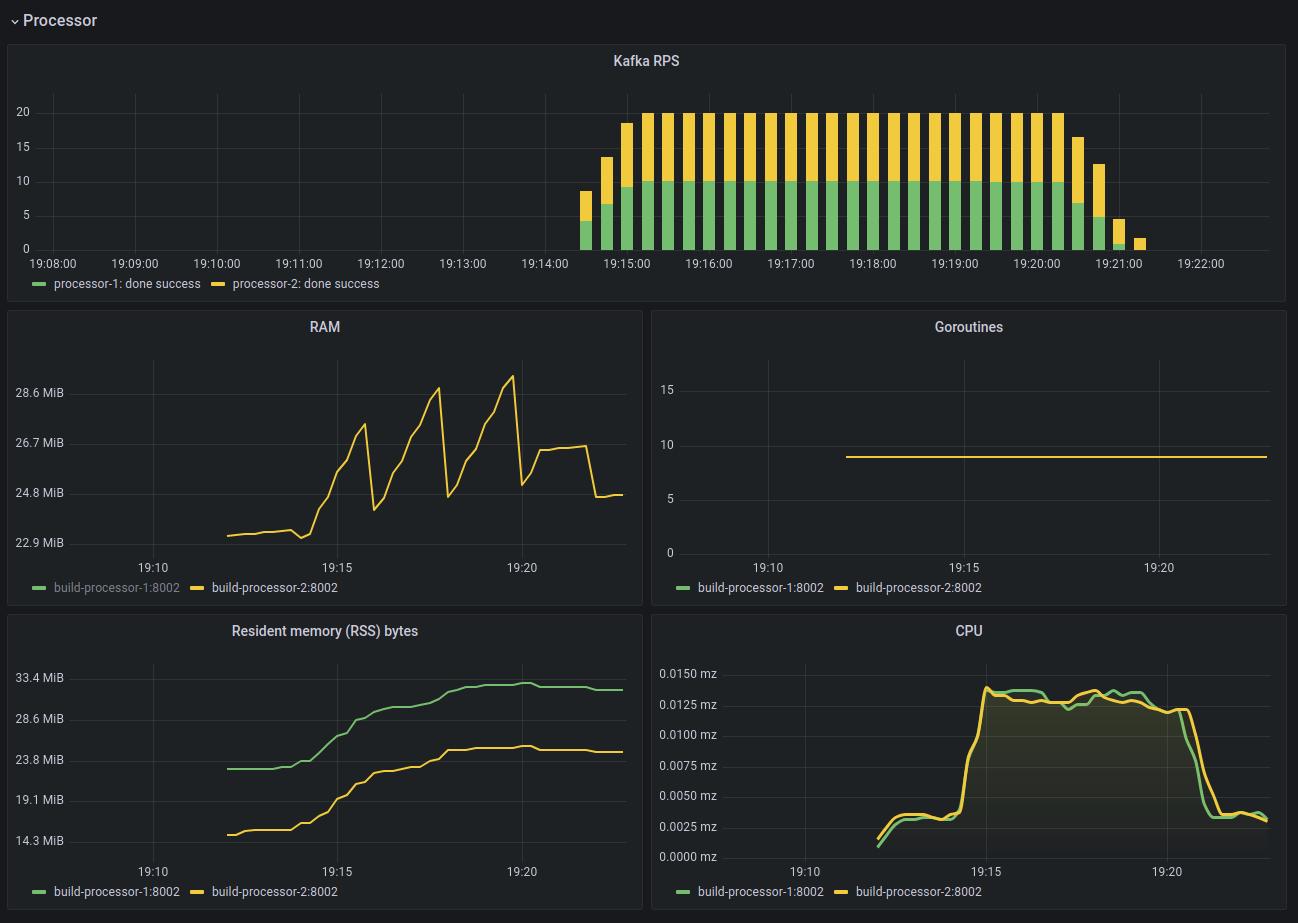 Processor
Kafka RPS
20
15
10
5
0
19:08:00 19:09:00 19:10:00 19:11:00 19:12:00 19:13:00 19:14:00 19:15:00 19:16:00 19:17:00 19:18:00 19:19:00 19:20:00 19:21:00 19:22:00
processor-1: done success processor-2: done success
RAM
28.6 MiB
26.7 MiB
24.8 MiB
22.9 MiB
19:10 19:15 19:20
build-processor-1:8002 build-processor-2:8002
Goroutines
15
10
5
0
19:10 19:15 19:20
build-processor-1:8002 build-processor-2:8002
Resident memory (RSS) bytes
33.4 MiB
28.6 MiB
23.8 MiB
19.1 MiB
14.3 MiB
19:10 19:15 19:20
build-processor-1:8002 build-processor-2:8002
CPU
0.0150 mz
0.0125 mz
0.0100 mz
0.0075 mz
0.0050 mz
0.0025 mz
0.0000 mz
19:10 19:15 19:20
build-processor-1:8002 build-processor-2:8002